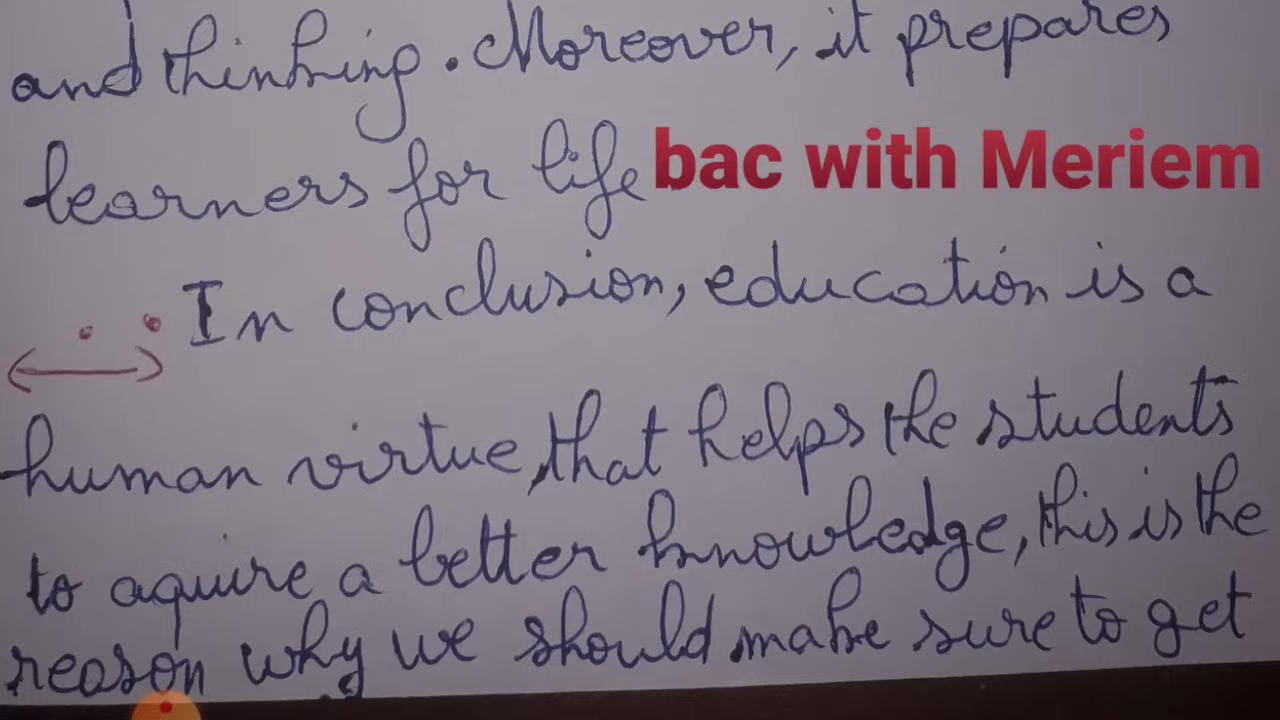 and thinking. Moreover, it prepares
learners for life bac with Meriem
In conclusion, education is a
human virtue, that helps the students
to aquire a better knowledge, this is the
reason why we should make sure to get